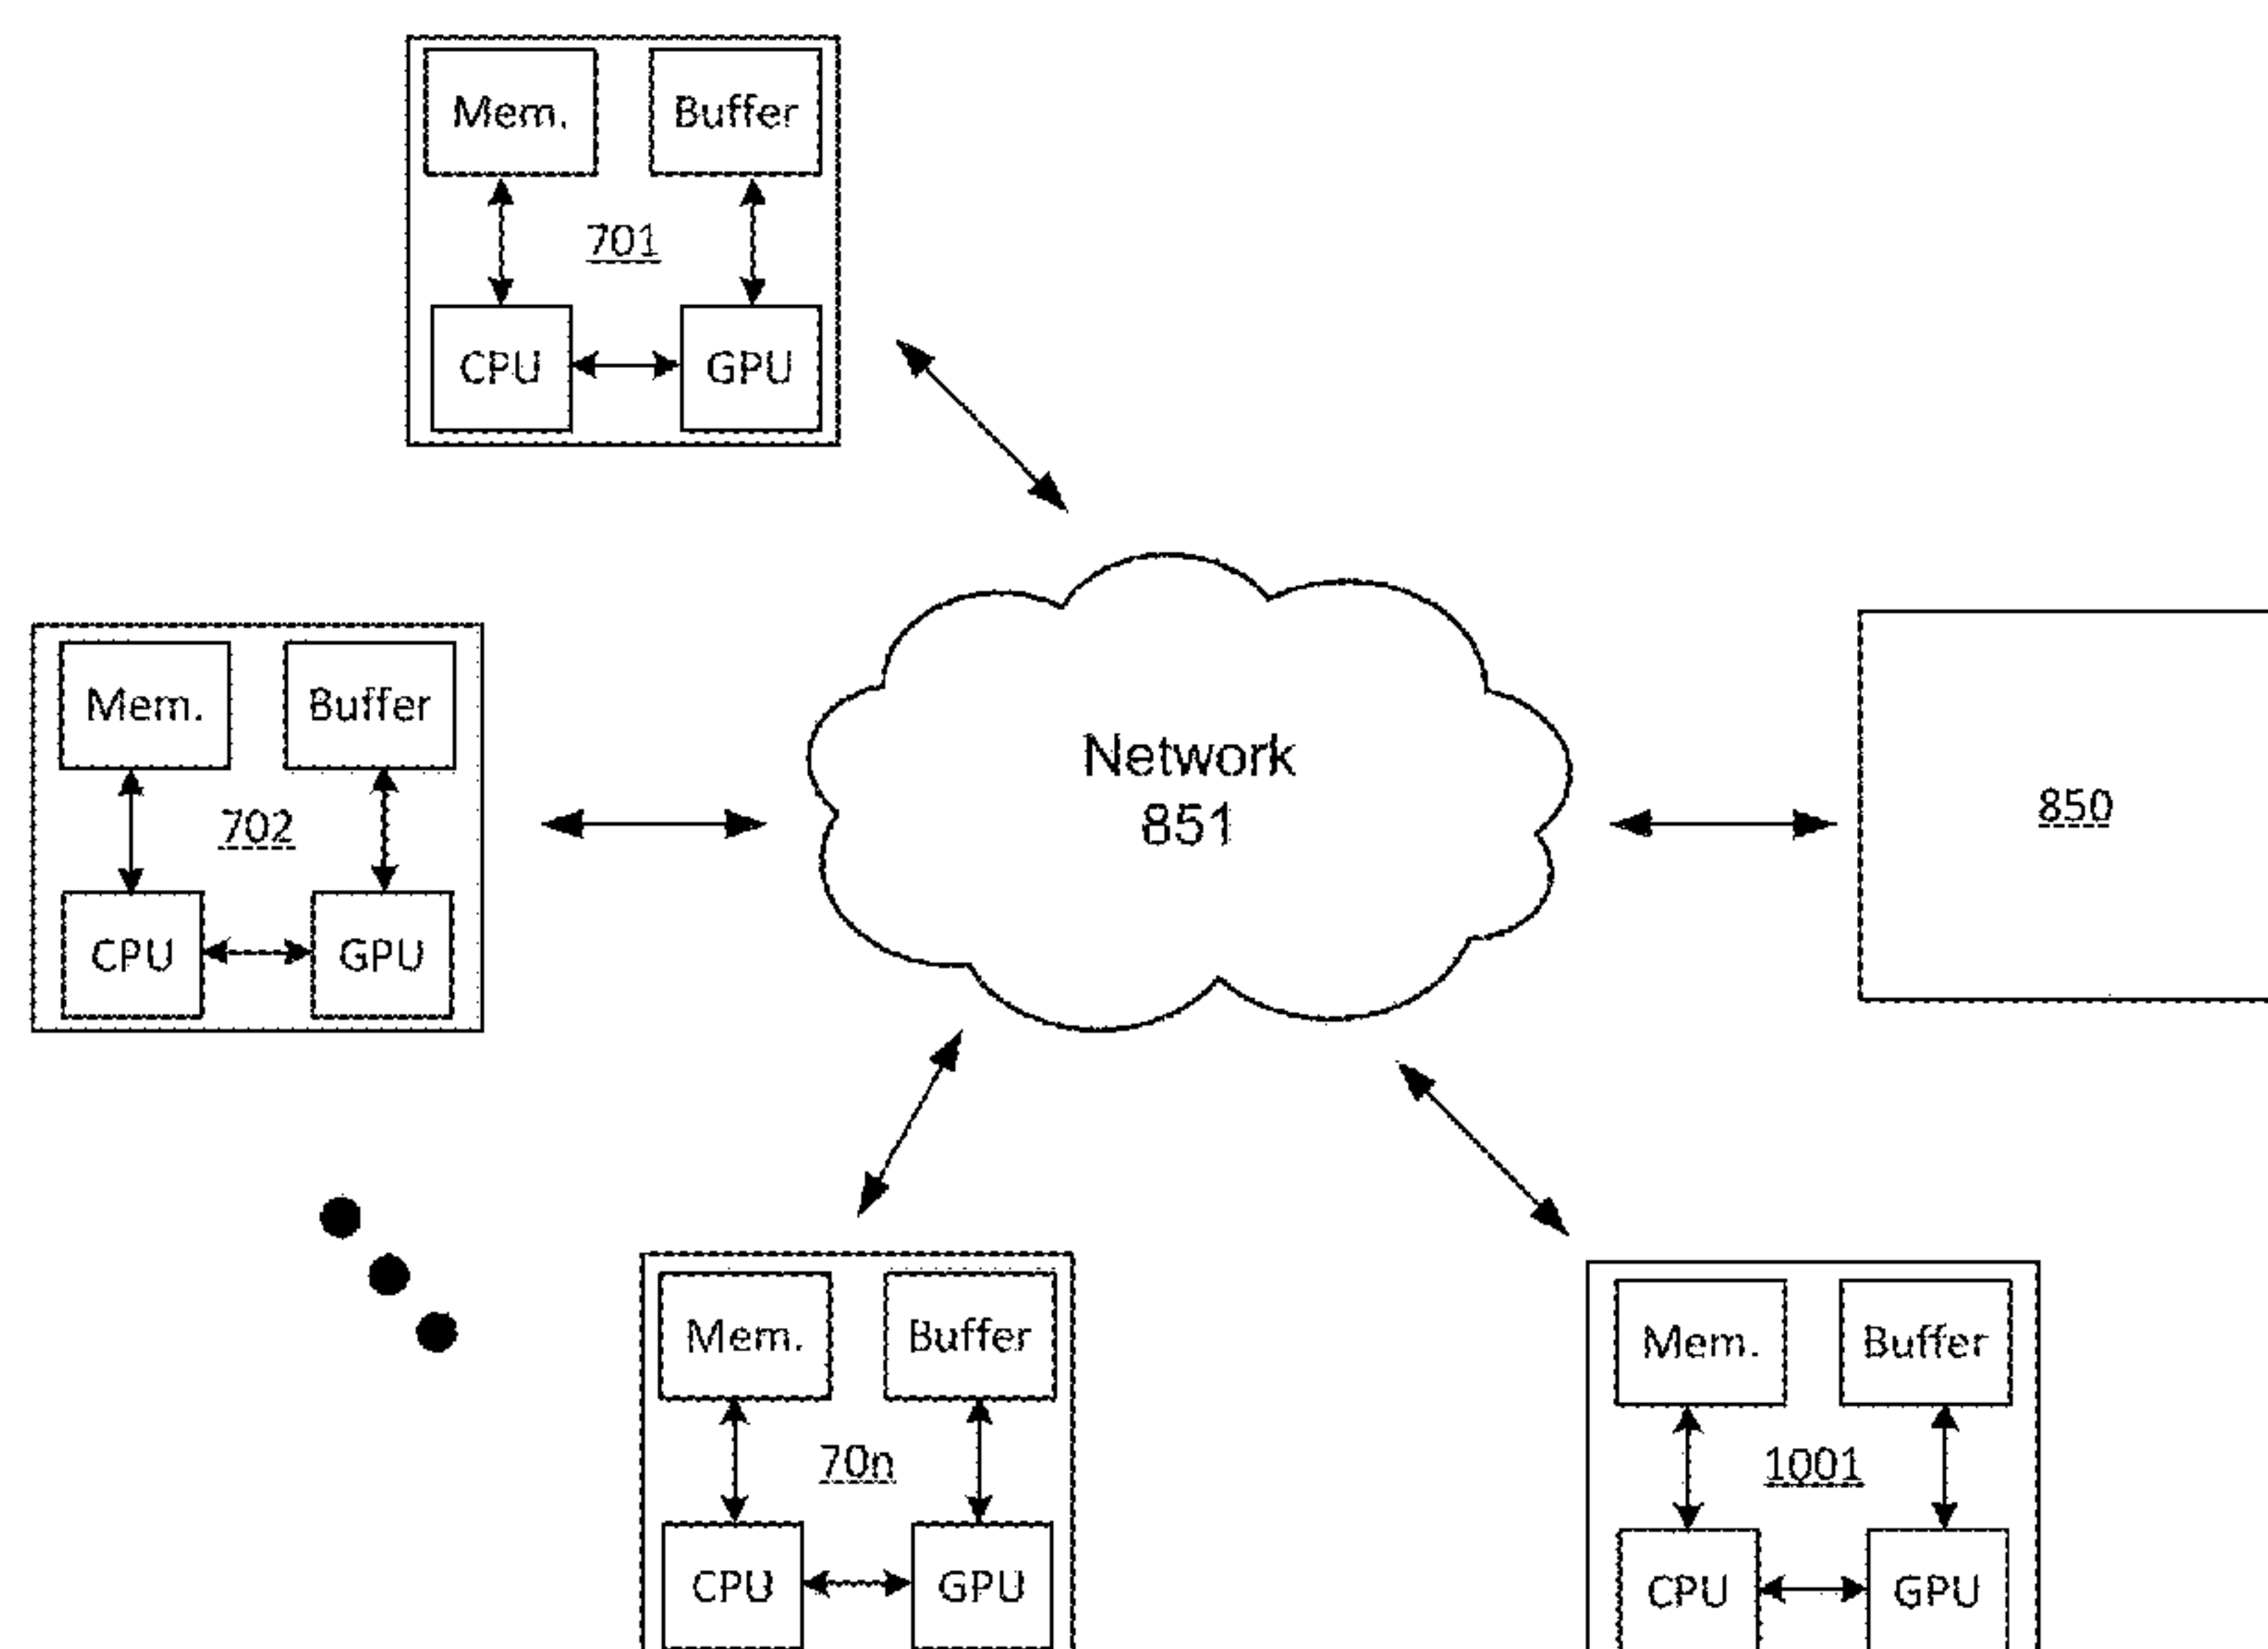 Mem. Buffer
701
CPU GPU
Mem. Buffer
702
CPU GPU
Network
851
850
Mem. Buffer
70n
CPU GPU
Mem. Buffer
1001
CPU GPU